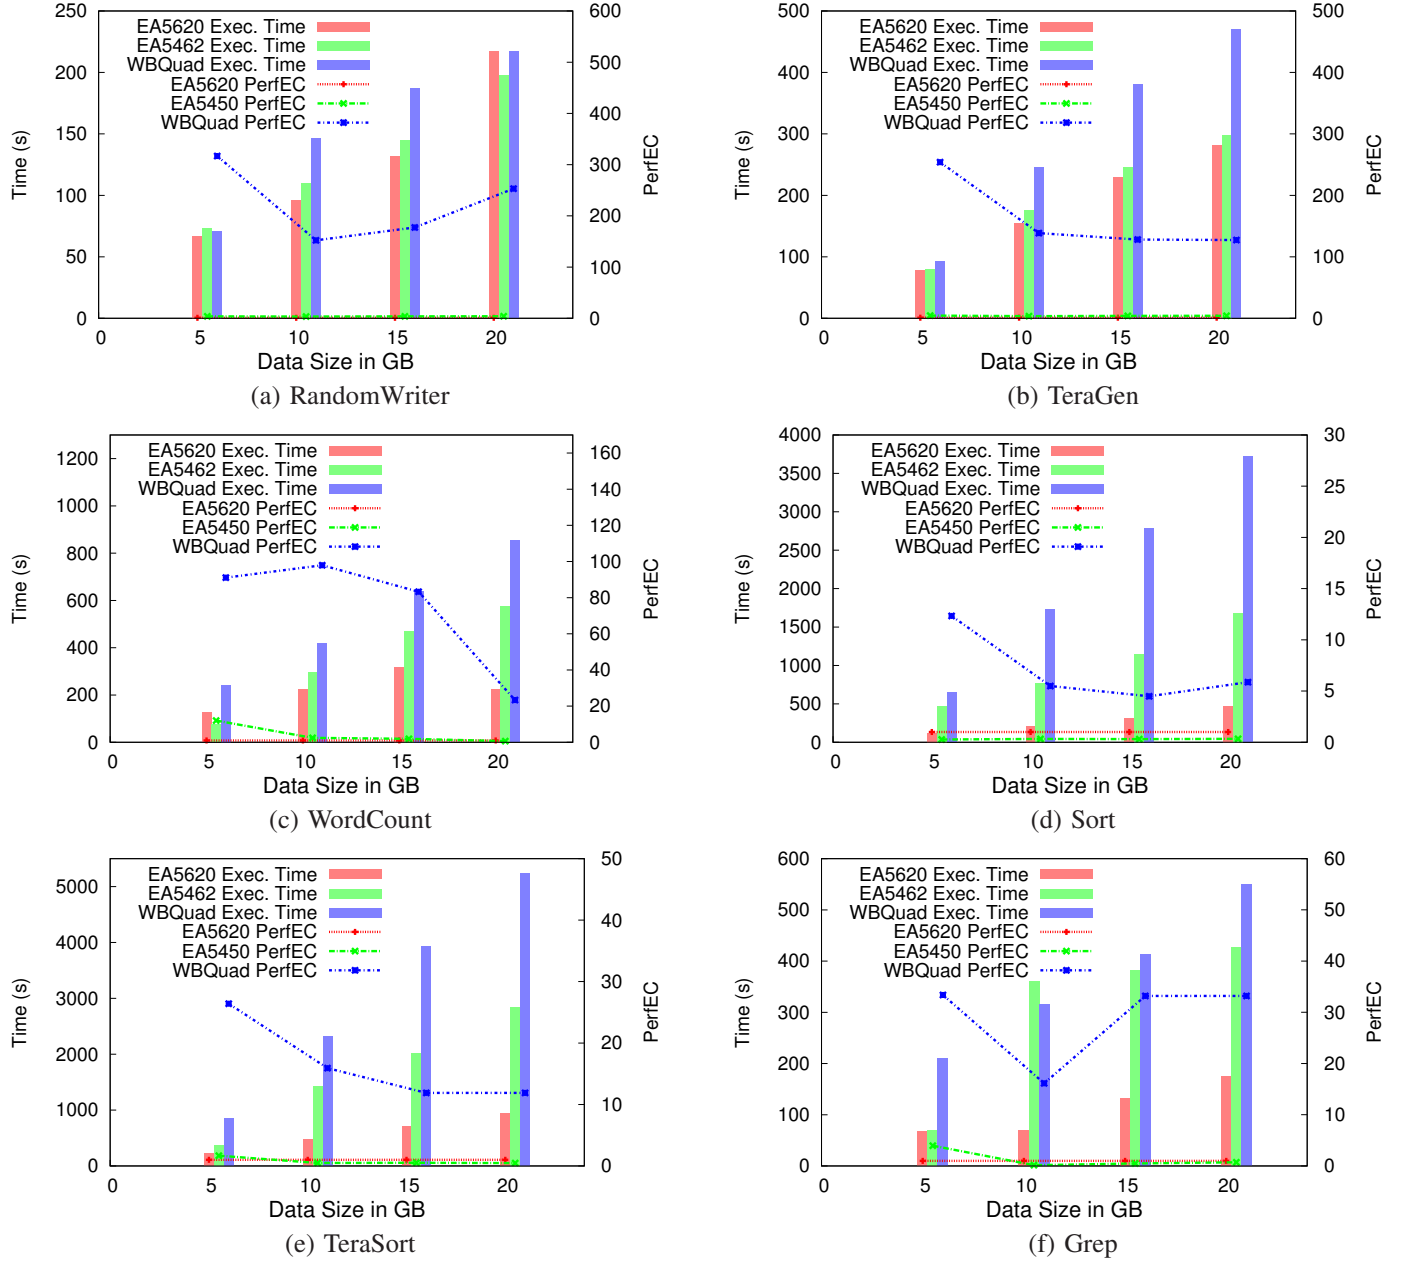 250
200
150
100
50
0
600
500
400
300
200
100
0
EA5620 Exec. Time
EA5462 Exec. Time
WBQuad Exec. Time
EA5620 PerfEC
EA5450 PerfEC
WBQuad PerfEC
Time (s)
PerfEC
0 5 10 15 20
Data Size in GB
(a) RandomWriter
500
400
300
200
100
0
500
400
300
200
100
0
EA5620 Exec. Time
EA5462 Exec. Time
WBQuad Exec. Time
EA5620 PerfEC
EA5450 PerfEC
WBQuad PerfEC
Time (s)
PerfEC
0 5 10 15 20
Data Size in GB
(b) TeraGen
1200
1000
800
600
400
200
0
160
140
120
100
80
60
40
20
0
EA5620 Exec. Time
EA5462 Exec. Time
WBQuad Exec. Time
EA5620 PerfEC
EA5450 PerfEC
WBQuad PerfEC
Time (s)
PerfEC
0 5 10 15 20
Data Size in GB
(c) WordCount
4000
3500
3000
2500
2000
1500
1000
500
0
30
25
20
15
10
5
0
EA5620 Exec. Time
EA5462 Exec. Time
WBQuad Exec. Time
EA5620 PerfEC
EA5450 PerfEC
WBQuad PerfEC
Time (s)
PerfEC
0 5 10 15 20
Data Size in GB
(d) Sort
5000
4000
3000
2000
1000
0
50
40
30
20
10
0
EA5620 Exec. Time
EA5462 Exec. Time
WBQuad Exec. Time
EA5620 PerfEC
EA5450 PerfEC
WBQuad PerfEC
Time (s)
PerfEC
0 5 10 15 20
Data Size in GB
(e) TeraSort
600
500
400
300
200
100
0
60
50
40
30
20
10
0
EA5620 Exec. Time
EA5462 Exec. Time
WBQuad Exec. Time
EA5620 PerfEC
EA5450 PerfEC
WBQuad PerfEC
Time (s)
PerfEC
0 5 10 15 20
Data Size in GB
(f) Grep